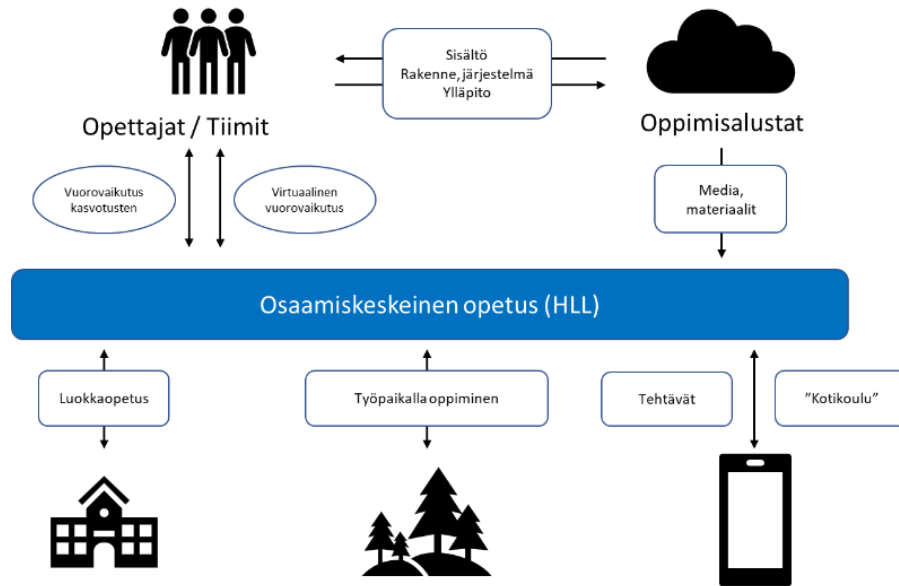 Sisältö
Rakenne, järjestelmä
Ylläpito
Opettajat / Tiimit
Oppimisalustat
Vuorovaikutus
kasvotusten
Virtuaalinen
vuorovaikutus
Media,
materiaalit
Osaamiskeskeinen opetus (HLL)
Luokkaopetus
Työpaikalla oppiminen
Tehtävät
”Kotikoulu”